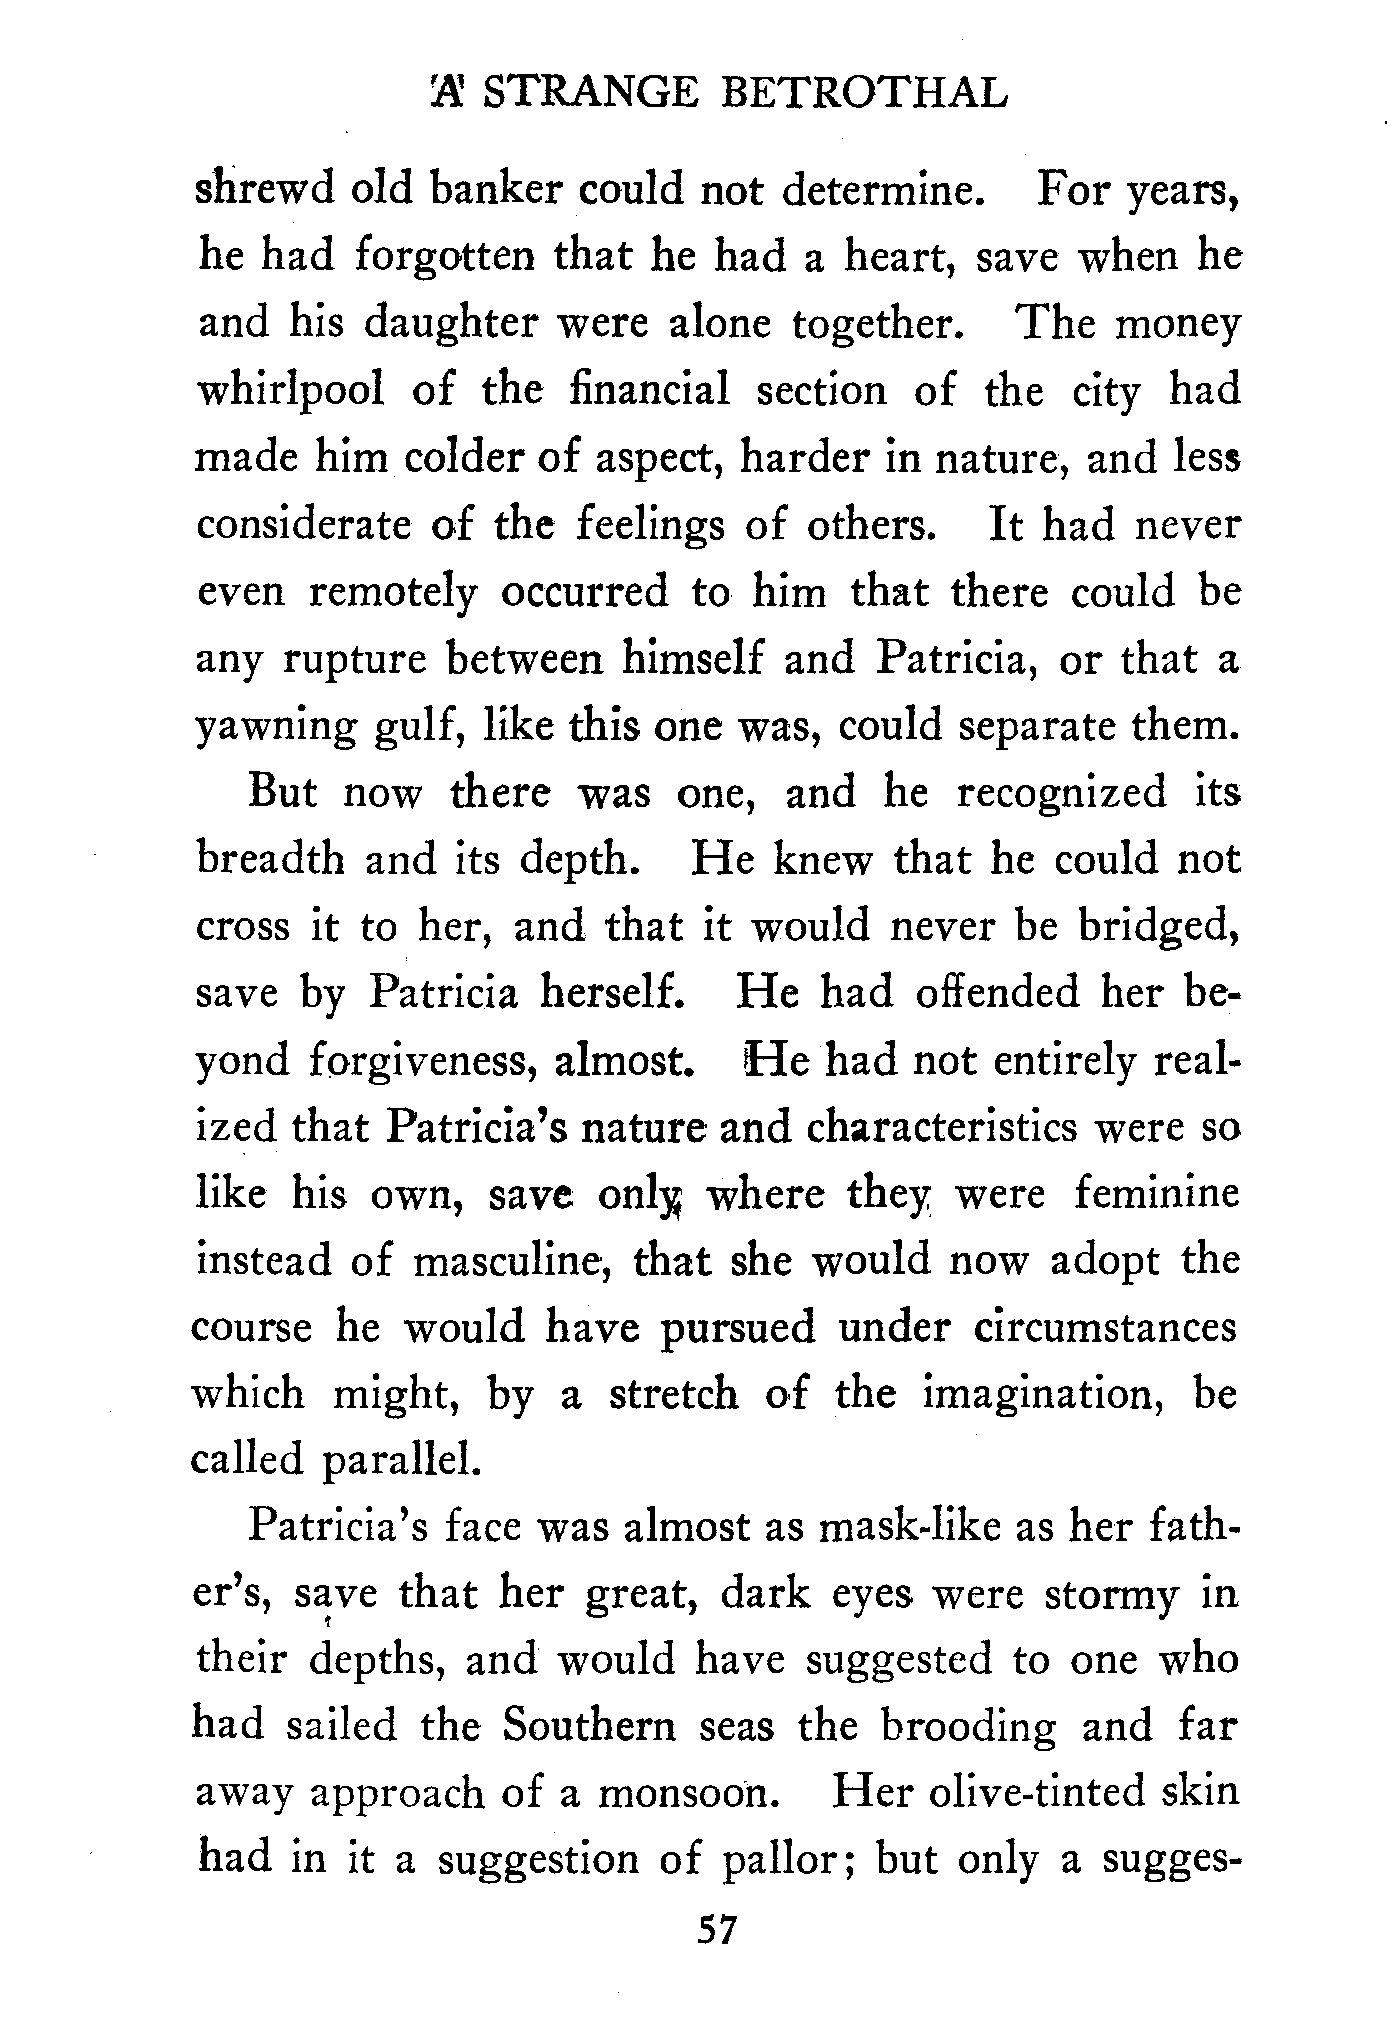 A STRANGE BETROTHAL
shrewd old banker could not determine. For years,
he had forgotten that he had a heart, save when he
and his daughter were alone together. The money
whirlpool of the financial section of the city had
made him colder of aspect, harder in nature, and less
considerate of the feelings of others. It had never
even remotely occurred to him that there could be
any rupture between himself and Patricia, or that a
yawning gulf, like this one was, could separate them.
But now there was one, and he recognized its
breadth and its depth. He knew that he could not
cross it to her, and that it would never be bridged,
save by Patricia herself. He had offended her be-
yond forgiveness, almost. He had not entirely real-
ized that Patricia's nature and characteristics were so
like his own, save only where they were feminine
instead of masculine, that she would now adopt the
course he would have pursued under circumstances
which might, by a stretch of the imagination, be
called parallel.
Patricia's face was almost as mask-like as her fath-
er's, save that her great, dark eyes were stormy in
their depths, and would have suggested to one who
had sailed the Southern seas the brooding and far
away approach of a monsoon. Her olive-tinted skin
had in it a suggestion of pallor; but only a sugges-
57